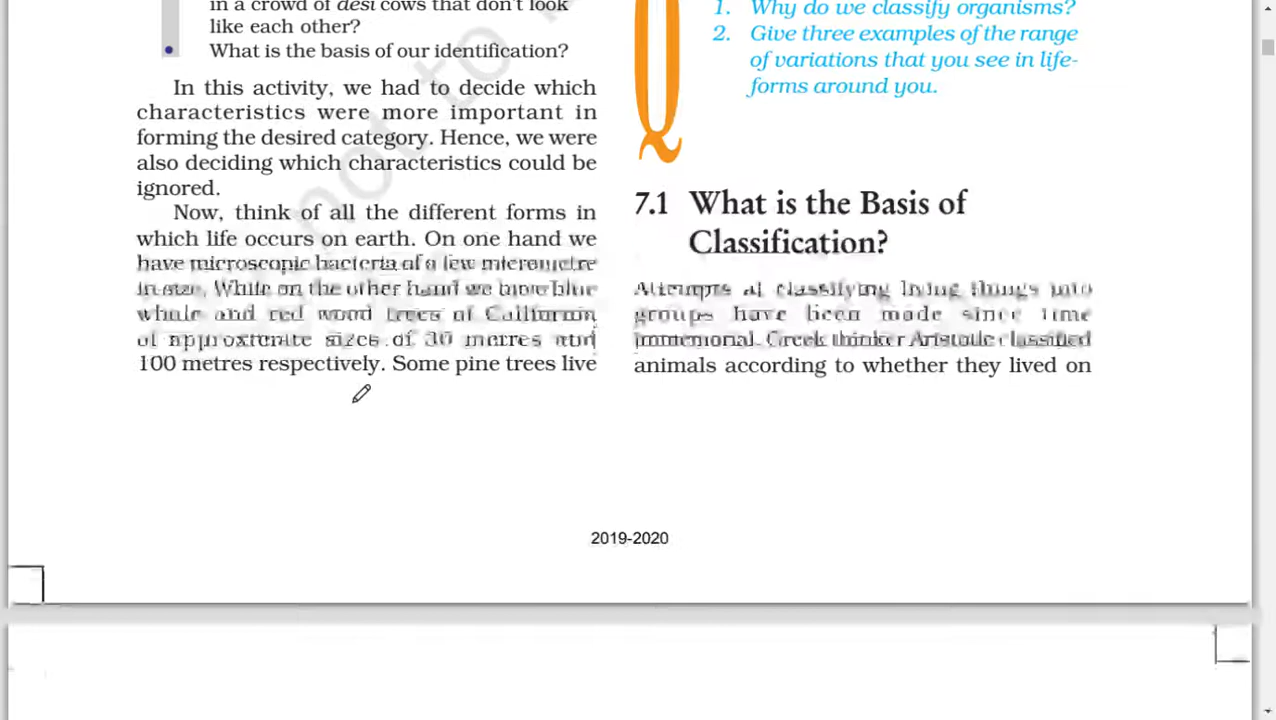 in a crowd of desi cows that don't look
like each other?
• What is the basis of our identification?
In this activity, we had to decide which
characteristics were more important in
forming the desired category. Hence, we were
also deciding which characteristics could be
ignored.
Now, think of all the different forms in
which life occurs on earth. On one hand we
have microscopic bacteria of a few micrometre
in size. While on the other hand we have blue
whale and red wood trees of California
of approximate sizes of 30 metres and
100 metres respectively. Some pine trees live
not to
Q
1. Why do we classify organisms?
2. Give three examples of the range
of variations that you see in life-
forms around you.
7.1 What is the Basis of
Classification?
Attempts at classifying living things into
groups have been made since time
immemorial. Greek thinker Aristotle classified
animals according to whether they lived on
2019-2020